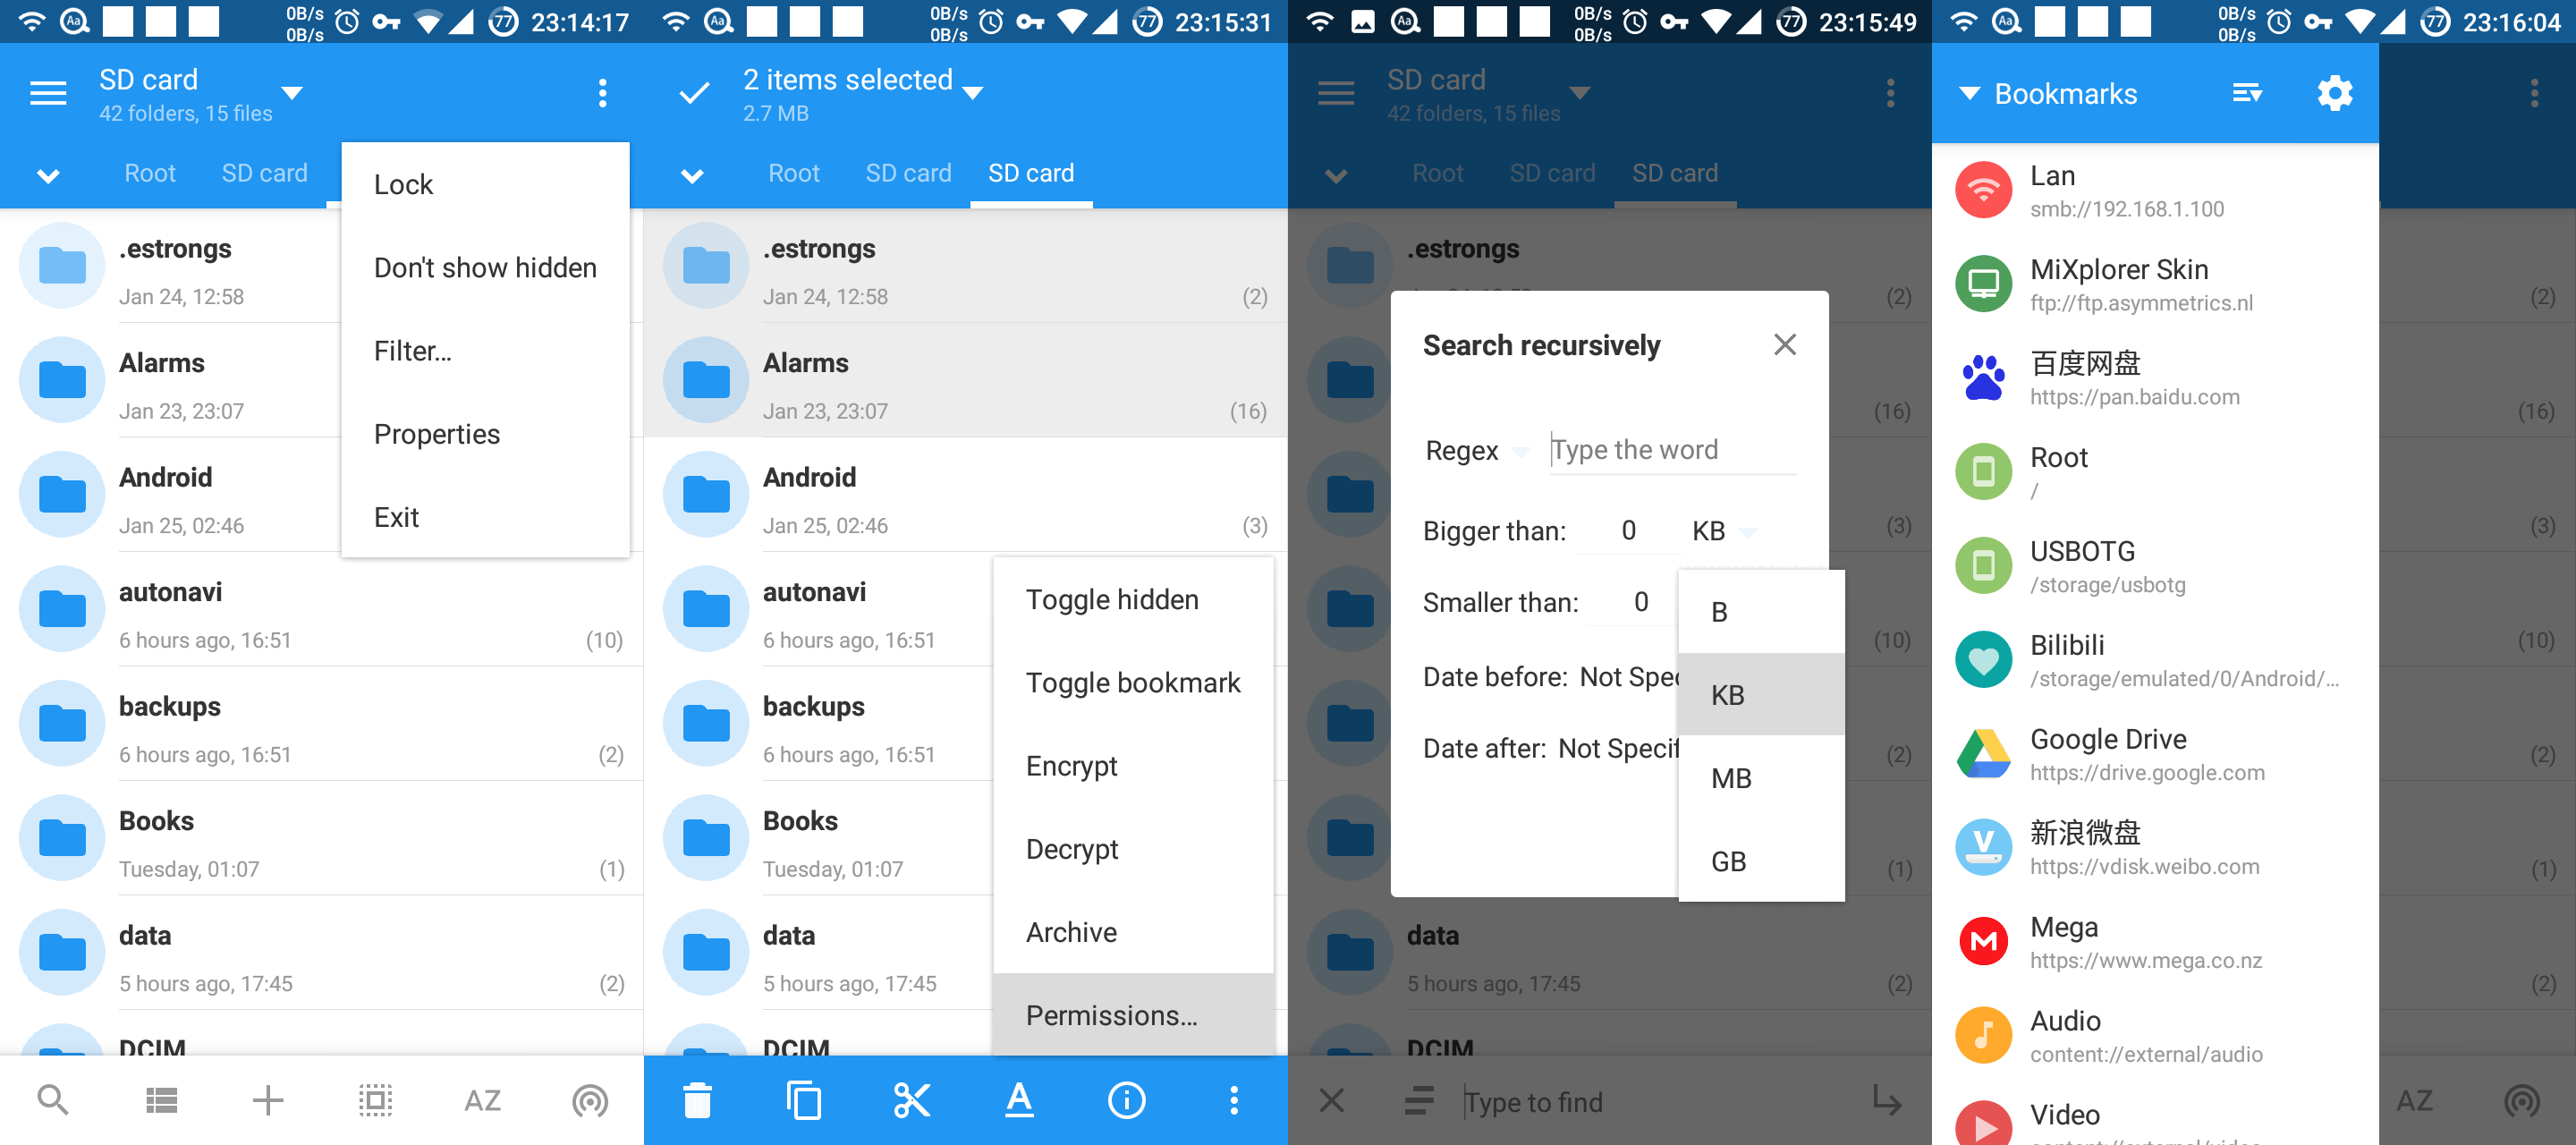 0B/s
0B/s
77
23:14:17
SD card
42 folders, 15 files
Root
SD card
Lock
Don't show hidden
Filter...
Properties
Exit
.estrongs
Jan 24, 12:58
Alarms
Jan 23, 23:07
Android
Jan 25, 02:46
autonavi
6 hours ago, 16:51
(10)
backups
6 hours ago, 16:51
(2)
Books
Tuesday, 01:07
(1)
data
5 hours ago, 17:45
(2)
DCIM
AZ
Aa
0B/s
0B/s
77
23:15:31
2 items selected
2.7 MB
Root
SD card
SD card
.estrongs
Jan 24, 12:58
(2)
Alarms
Jan 23, 23:07
(16)
Android
Jan 25, 02:46
(3)
autonavi
6 hours ago, 16:51
backups
6 hours ago, 16:51
Books
Tuesday, 01:07
data
5 hours ago, 17:45
DCIM
Toggle hidden
Toggle bookmark
Encrypt
Decrypt
Archive
Permissions...
A
Aa
0B/s
0B/s
77
23:15:49
SD card
42 folders, 15 files
Root
SD card
SD card
.estrongs
(2)
(16)
(3)
(10)
(2)
(1)
Search recursively
Regex
Type the word
Bigger than:
0
KB
Smaller than:
0
Date before:
Not Spec
Date after:
Not Specif
B
KB
MB
GB
data
5 hours ago, 17:45
(2)
DCIM
Type to find
Aa
0B/s
0B/s
77
23:16:04
Bookmarks
Lan
smb://192.168.1.100
MiXplorer Skin
ftp://ftp.asymmetrics.nl
百度网盘
https://pan.baidu.com
Root
/
USBOTG
/storage/usbotg
Bilibili
/storage/emulated/0/Android/...
Google Drive
https://drive.google.com
新浪微盘
https://vdisk.weibo.com
Mega
https://www.mega.co.nz
Audio
content://external/audio
Video
(2)
(16)
(3)
(10)
(2)
(1)
(2)
AZ